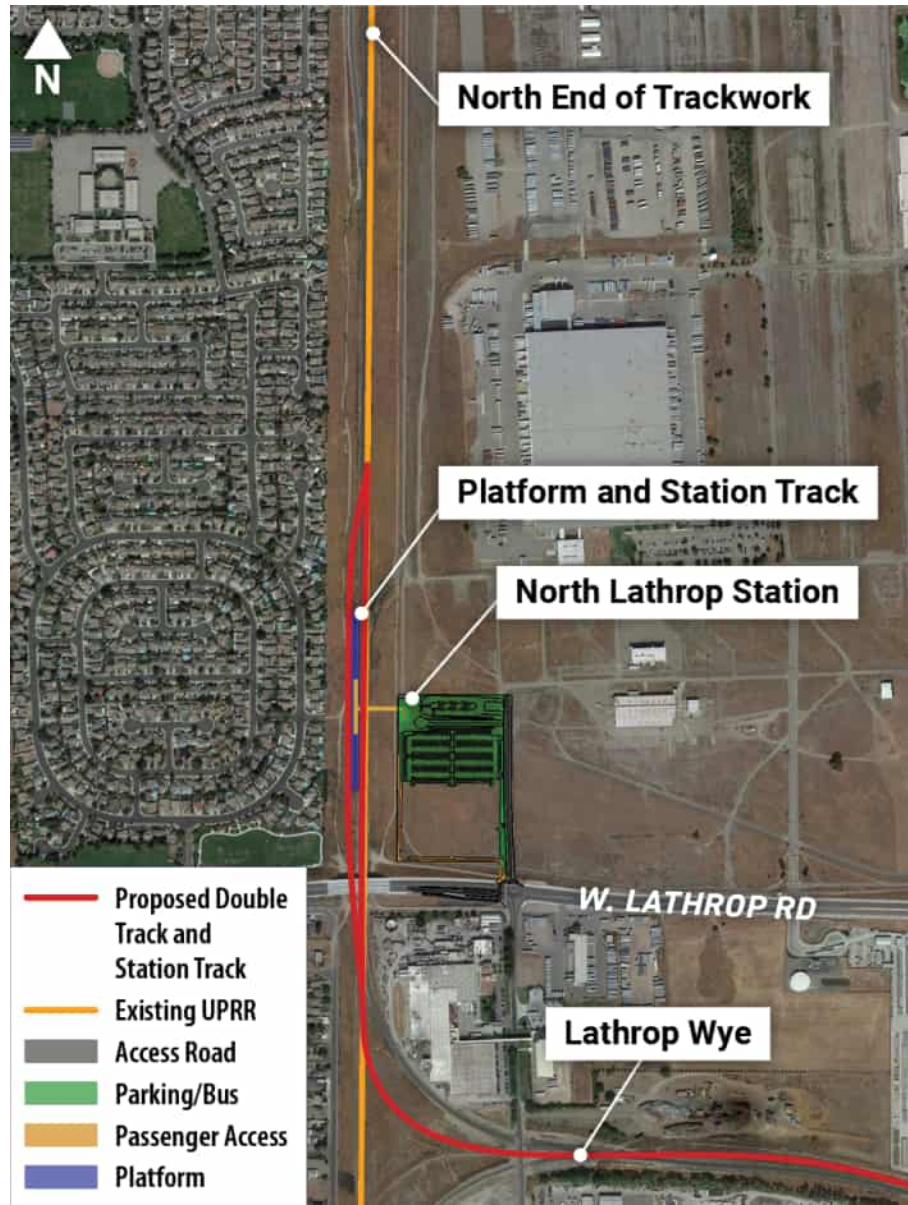 N
North End of Trackwork
Platform and Station Track
North Lathrop Station
W. LATHROP RD
Proposed Double
Track and
Station Track
Existing UPRR
Access Road
Parking/Bus
Passenger Access
Platform
Lathrop Wye